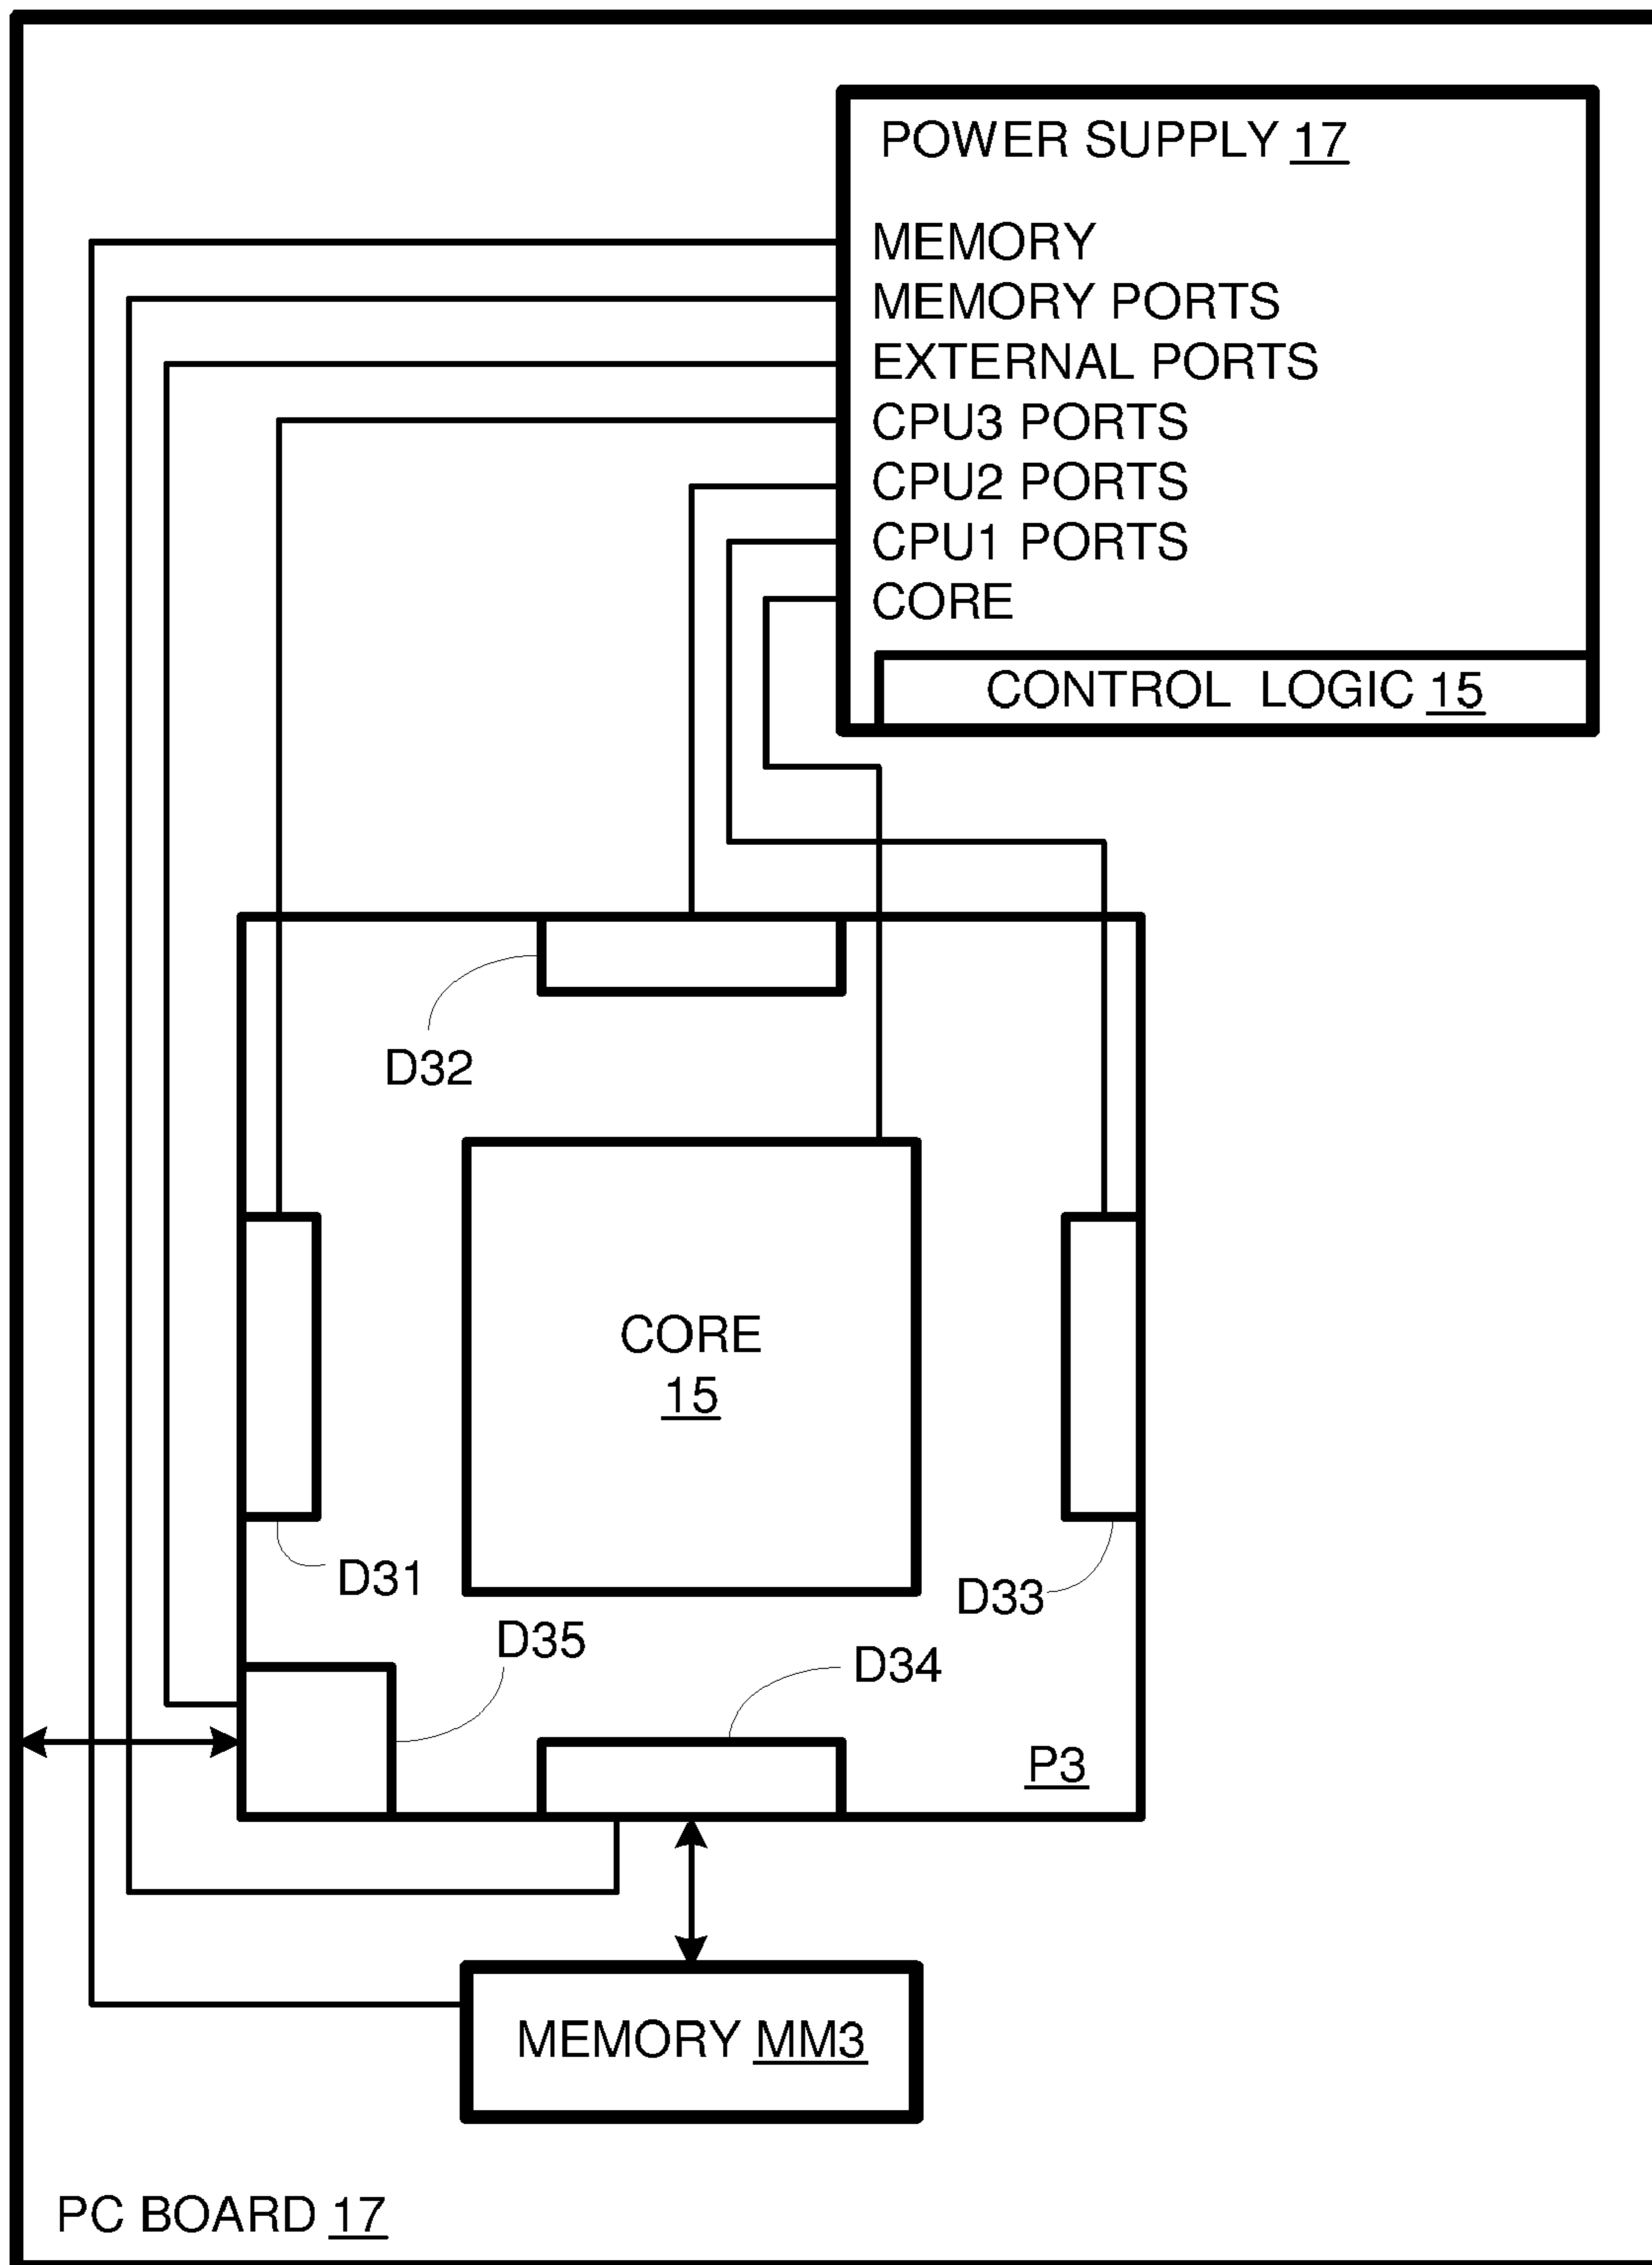 POWER SUPPLY 17
MEMORY
MEMORY PORTS
EXTERNAL PORTS
CPU3 PORTS
CPU2 PORTS
CPU1 PORTS
CORE
CONTROL LOGIC 15
D32
CORE
15
D31
D33
D35
D34
P3
MEMORY MM3
PC BOARD 17